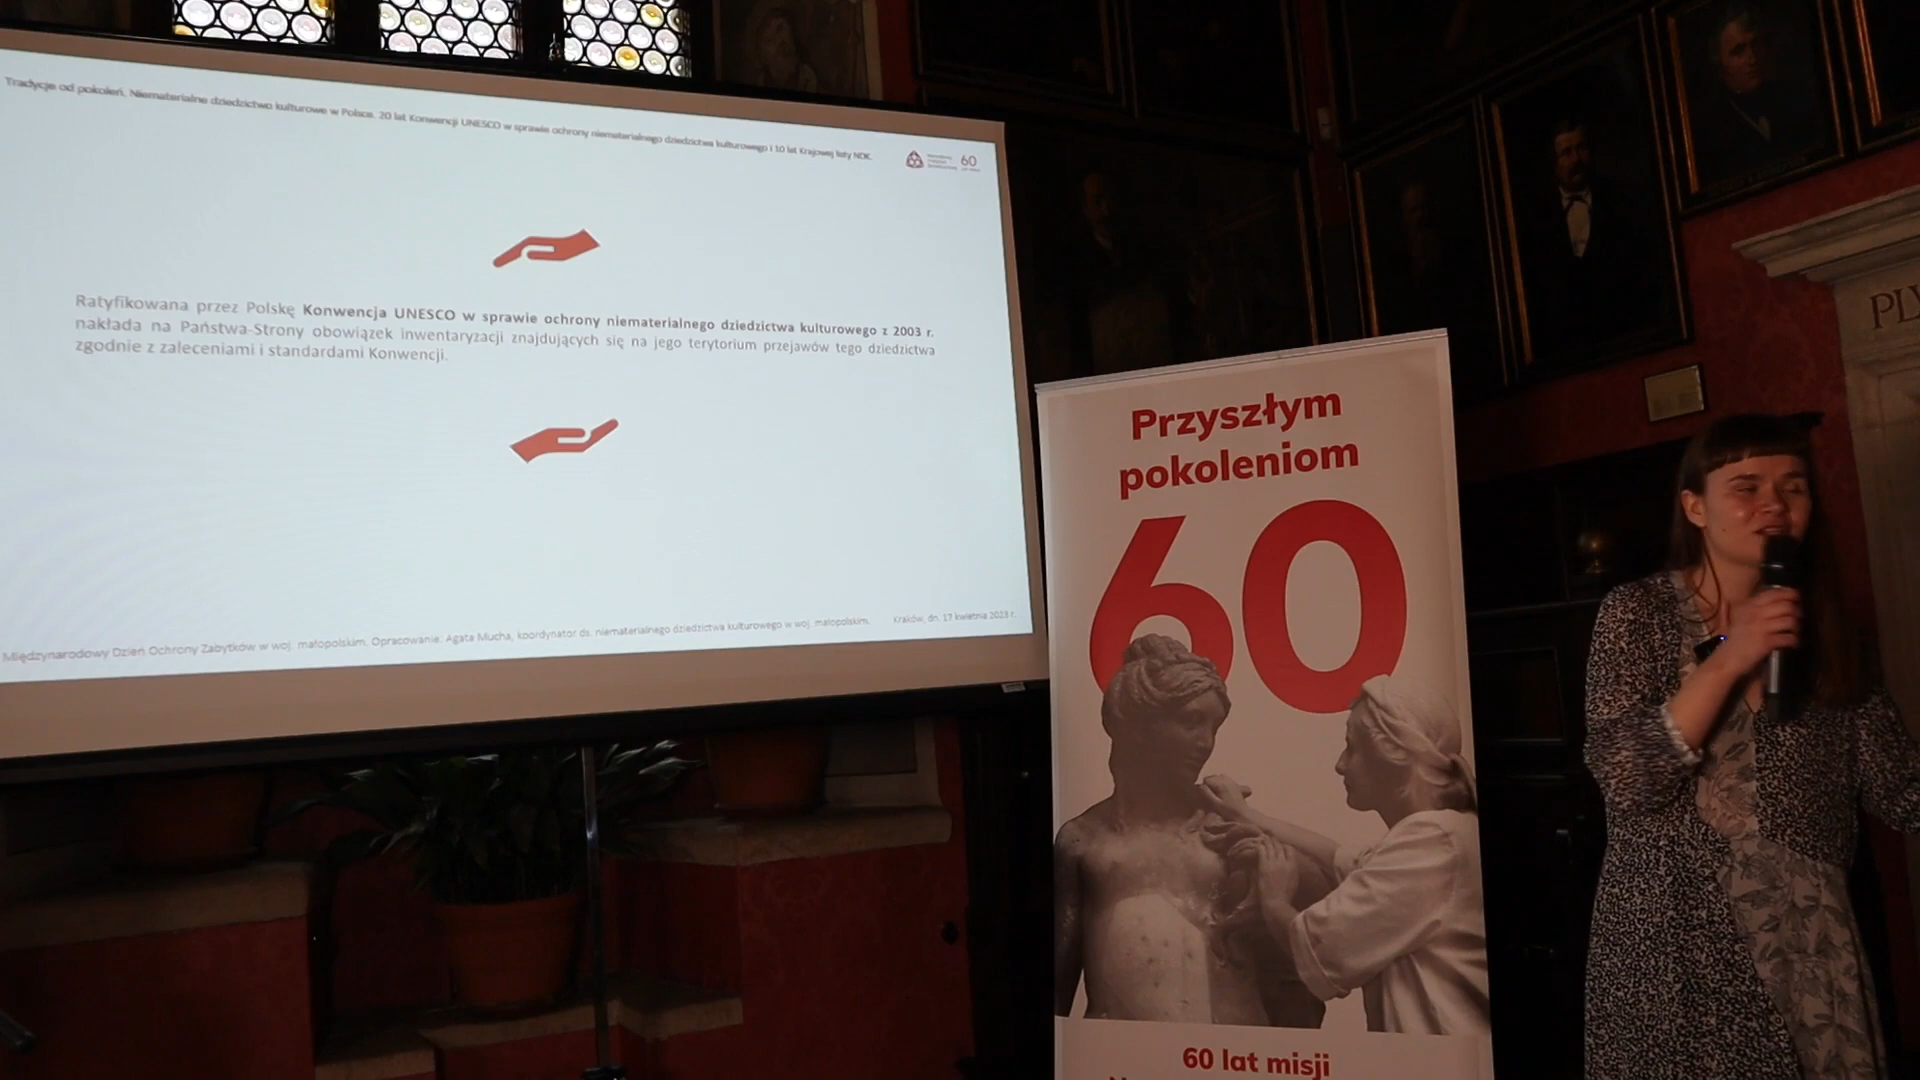 Tradycje od pokoleń. Niematerialne dziedzictwo kulturowe w Polsce. 20 lat Konwencji UNESCO w sprawie ochrony niematerialnego dziedzictwa kulturowego i 10 lat Krajowej listy NDK.
60
Ratyfikowana przez Polskę Konwencja UNESCO w sprawie ochrony niematerialnego dziedzictwa kulturowego z 2003 r.
nakłada na Państwa-Strony obowiązek inwentaryzacji znajdujących się na jego terytorium przejawów tego dziedzictwa
zgodnie z zaleceniami i standardami Konwencji.
Międzynarodowy Dzień Ochrony Zabytków w woj. małopolskim. Opracowanie: Agata Mucha, koordynator ds. niematerialnego dziedzictwa kulturowego w woj. małopolskim. Kraków, dn. 17 kwietnia 2023 r.
Przyszłym
pokoleniom
60
60 lat misji